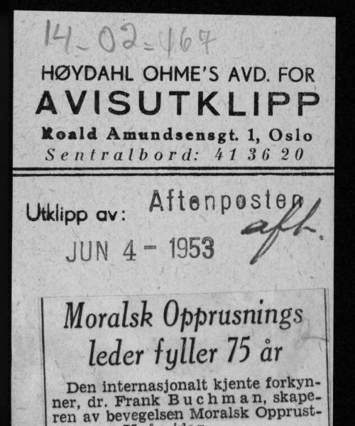 14-02-467
HØYDAHL OHME'S AVD. FOR
AVISUTKLIPP
Roald Amundsensgt. 1, Oslo
Sentralbord: 41 36 20
Utklipp av: Aftenposten
aft.
JUN 4 - 1953
Moralsk Opprusnings
leder fyller 75 år
Den internasjonalt kjente forkyn-
ner, dr. Frank Buchman, skape-
ren av bevegelsen Moralsk Opprust-